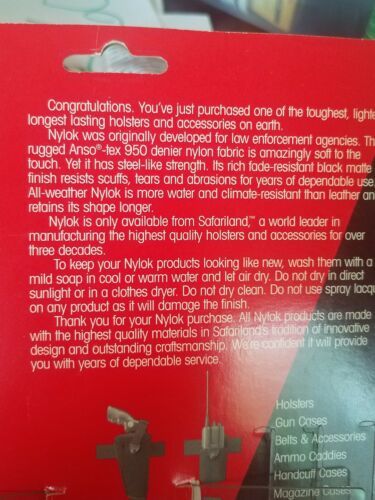 Congratulations. You've just purchased one of the toughest, lighte
longest lasting holsters and accessories on earth.
Nylok was originally developed for law enforcement agencies. Th
rugged Anso®-tex 950 denier nylon fabric is amazingly soft to the
touch. Yet it has steel-like strength. Its rich fade-resistant black matte
finish resists scuffs, tears and abrasions for years of dependable use
All-weather Nylok is more water and climate-resistant than leather an
retains its shape longer.
Nylok is only available from Safariland,™ a world leader in
manufacturing the highest quality holsters and accessories for over
three decades.
To keep your Nylok products looking like new, wash them with a
mild soap in cool or warm water and let air dry. Do not dry in direct
sunlight or in a clothes dryer. Do not dry clean. Do not use spray lacqu
on any product as it will damage the finish.
Thank you for your Nylok purchase. All Nylok products are made
with the highest quality materials in Safariland's tradition of innovative
design and outstanding craftsmanship. We're confident it will provide
you with years of dependable service.
Holsters
Gun Cases
Belts & Accessories
Ammo Caddies
Handcuff Cases
Magazine Cases